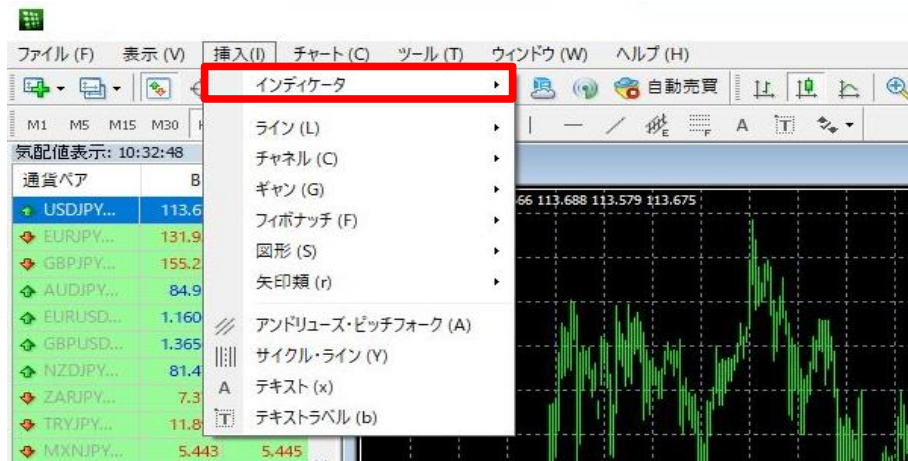 ファイル (F) 表示 (V) 挿入(I) チャート (C) ツール (T) ウィンドウ (W) ヘルプ (H)
自動売買
M1 M5 M15 M30
A T
E F
気配値表示: 10:32:48
通貨ペア B
USDJPY... 113.6
EURJPY... 131.9
GBPJPY... 155.2
AUDJPY... 84.9
EURUSD... 1.160
GBPUSD... 1.365
NZDJPY... 81.4
ZARJPY... 7.3
TRYJPY... 11.8
MXNJPY... 5.443 5.445
インディケータ
ライン (L)
チャネル (C)
ギャン (G)
フィボナッチ (F)
図形 (S)
矢印類 (r)
アンドリューズ・ピッチフォーク (A)
サイクル・ライン (Y)
A テキスト (x)
T テキストラベル (b)
66 113.688 113.579 113.675